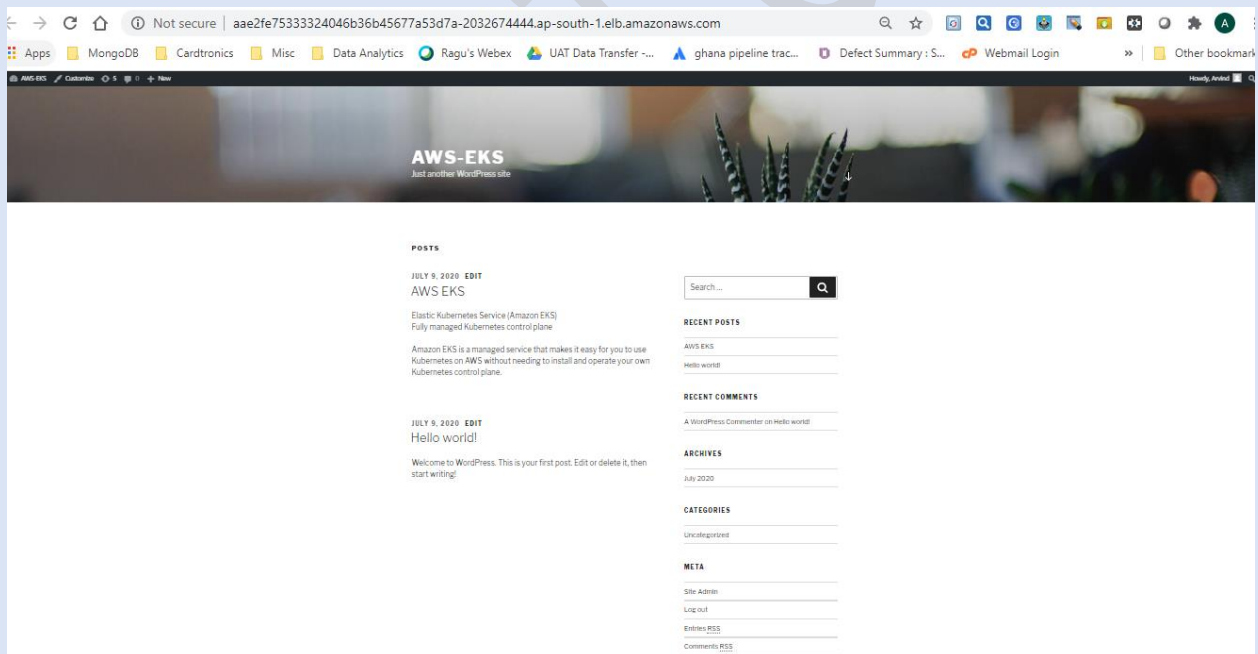 Not secure | aae2fe75333324046b36b45677a53d7a-2032674444.ap-south-1.elb.amazonaws.com
A
Apps MongoDB Cardtronics Misc Data Analytics Ragu's Webex UAT Data Transfer -... ghana pipeline trac... Defect Summary : S... Webmail Login » Other bookmark
AWS-EKS Customize 5 0 + New Howdy, Arvind
AWS-EKS
Just another WordPress site
POSTS
JULY 9, 2020 EDIT
AWS EKS
Elastic Kubernetes Service (Amazon EKS)
Fully managed Kubernetes control plane
Amazon EKS is a managed service that makes it easy for you to use
Kubernetes on AWS without needing to install and operate your own
Kubernetes control plane.
JULY 9, 2020 EDIT
Hello world!
Welcome to WordPress. This is your first post. Edit or delete it, then
start writing!
Search ...
RECENT POSTS
AWS EKS
Hello world!
RECENT COMMENTS
A WordPress Commenter on Hello world!
ARCHIVES
July 2020
CATEGORIES
Uncategorized
META
Site Admin
Log out
Entries RSS
Comments RSS